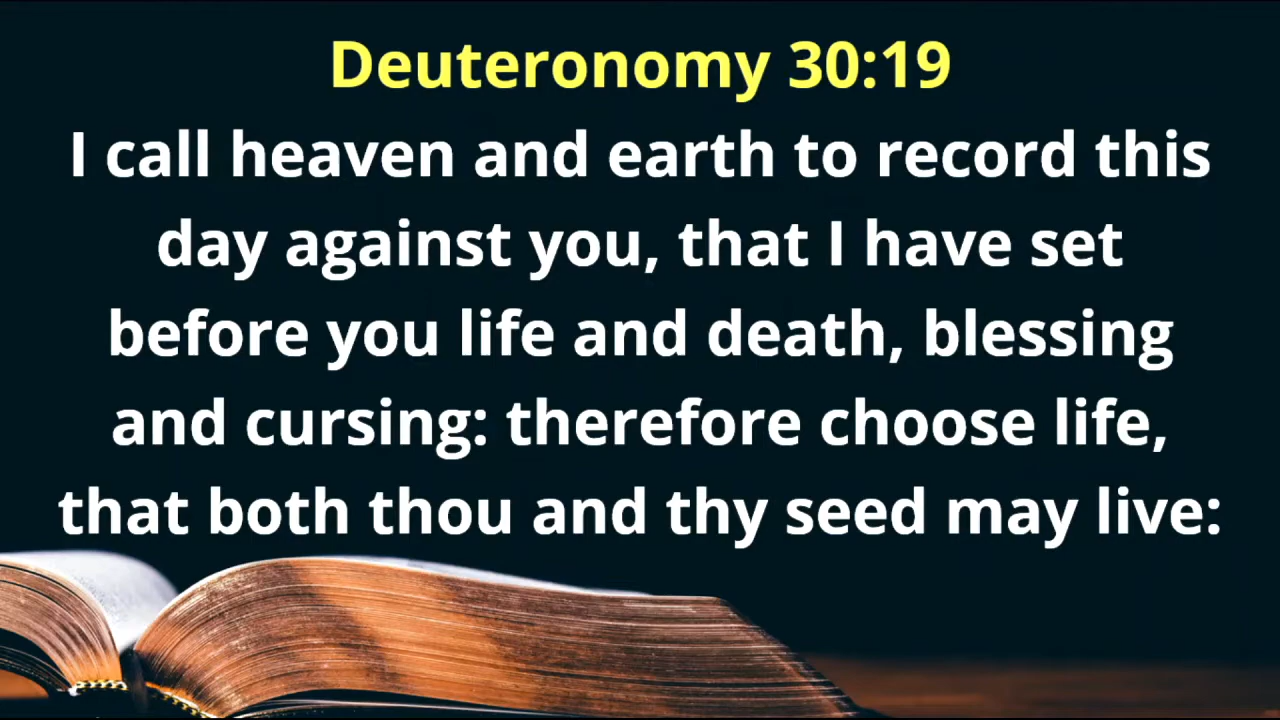 Deuteronomy 30:19
I call heaven and earth to record this
day against you, that I have set
before you life and death, blessing
and cursing: therefore choose life,
that both thou and thy seed may live: